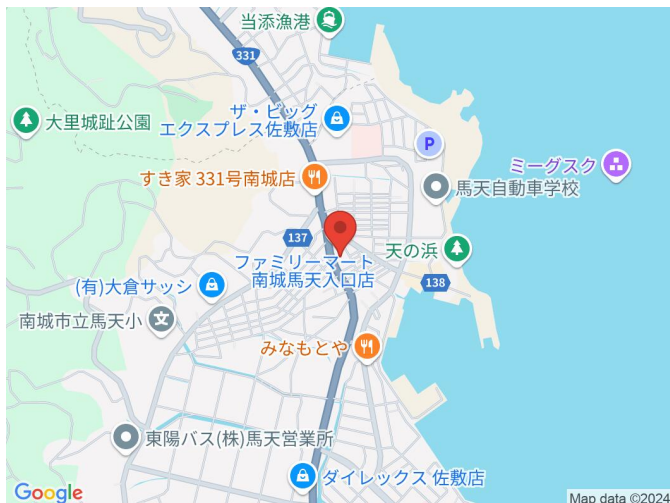 当添漁港
331
ザ・ビッグ
エクスプレス佐敷店
大里城趾公園
P
ミーグスク
すき家 331号南城店
馬天自動車学校
137
ファミリーマート
南城馬天入口店
天の浜
138
(有)大倉サッシ
南城市立馬天小
文
みなもとや
東陽バス(株)馬天営業所
ダイレックス 佐敷店
Google
Map data ©2024